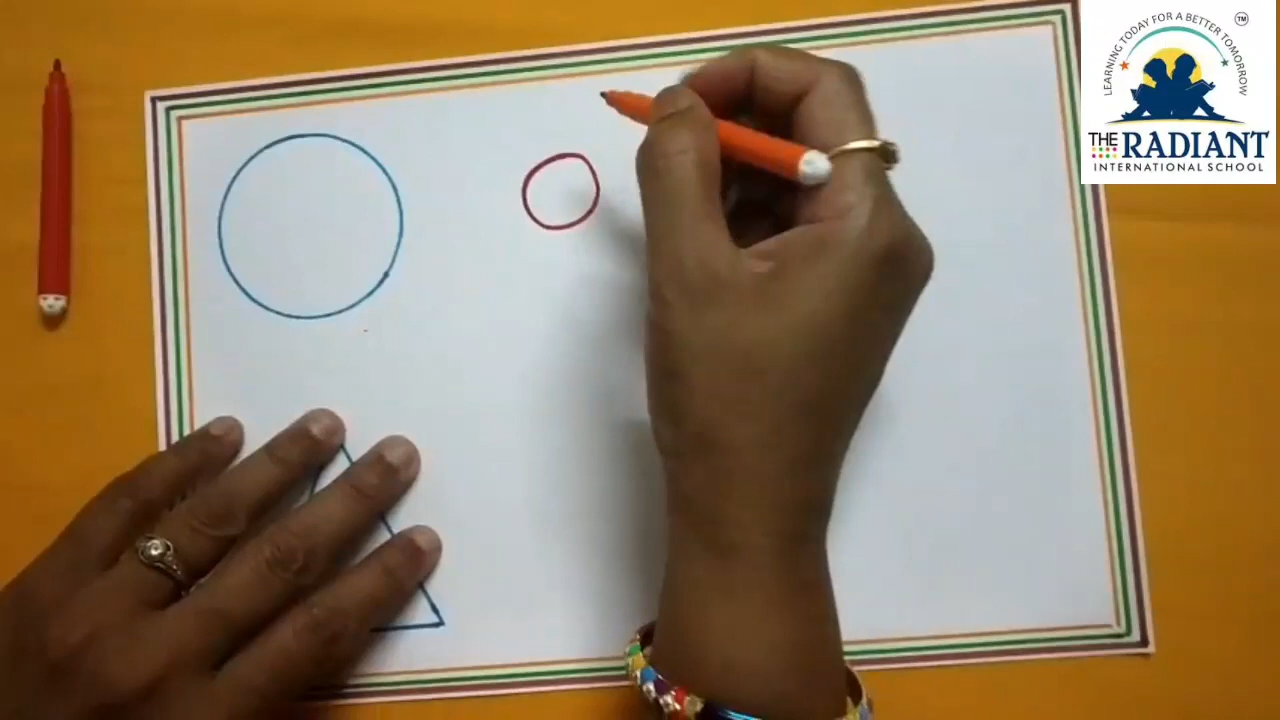 LEARNING TODAY FOR A BETTER TOMORROW
TM
THE RADIANT
INTERNATIONAL SCHOOL